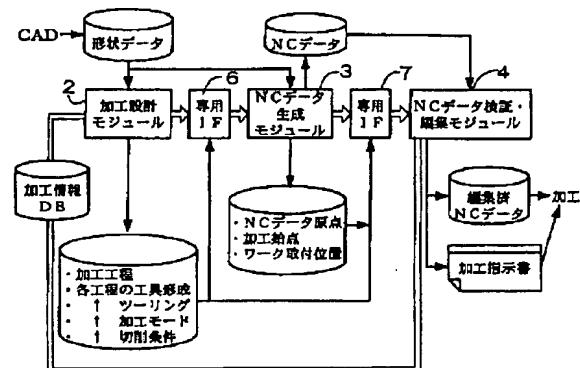 CAD
形状データ
NCデータ
2
加工設計
モジュール
6
専用
IF
3
NCデータ
生成
モジュール
7
専用
IF
4
NCデータ検証・
編集モジュール
加工情報
DB
・NCデータ原点
・加工始点
・ワーク取付位置
編集済
NCデータ
加工
加工指示書
・加工工程
・各工程の工具形成
・ ↑ ツーリング
・ ↑ 加工モード
・ ↑ 切削条件